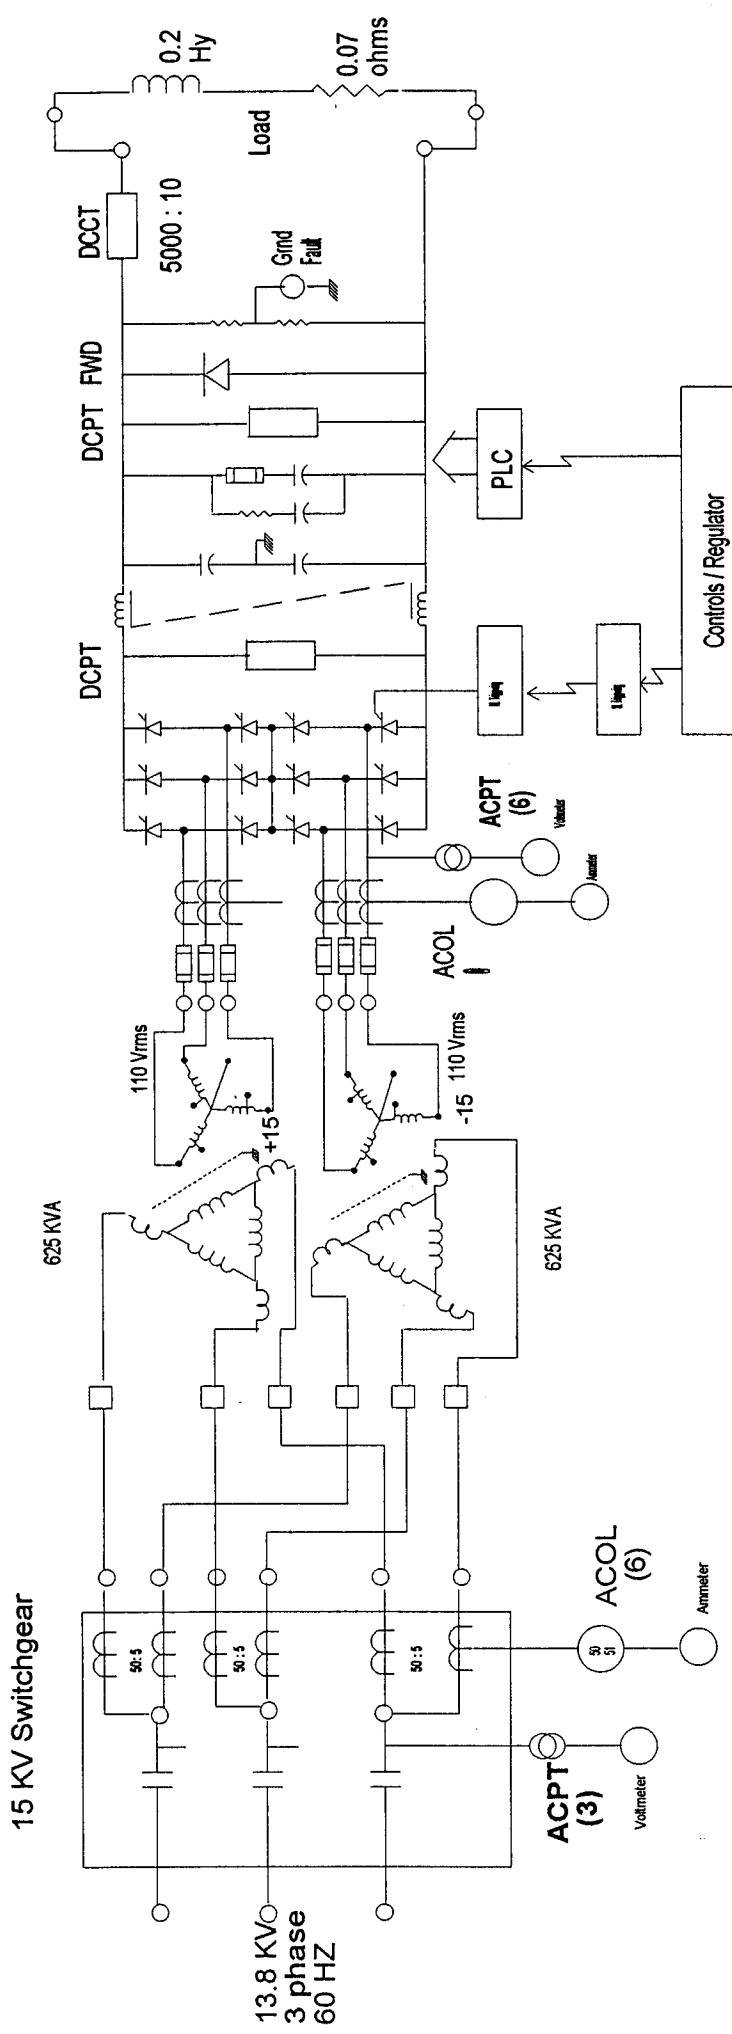 15 KV Switchgear
13.8 KV
3 phase
60 HZ
50:5
50 : 5
50 : 5
ACPT
(3)
Voltmeter
50
51
ACOL
(6)
Ammeter
625 KVA
625 KVA
+15
-15
110 Vrms
110 Vrms
ACOL
ACPT
(6)
Voltmeter
Ammeter
DCPT
DCPT
FWD
Grnd
Fault
DCCT
5000 : 10
Load
0.2
Hy
0.07
ohms
PLC
Controls / Regulator